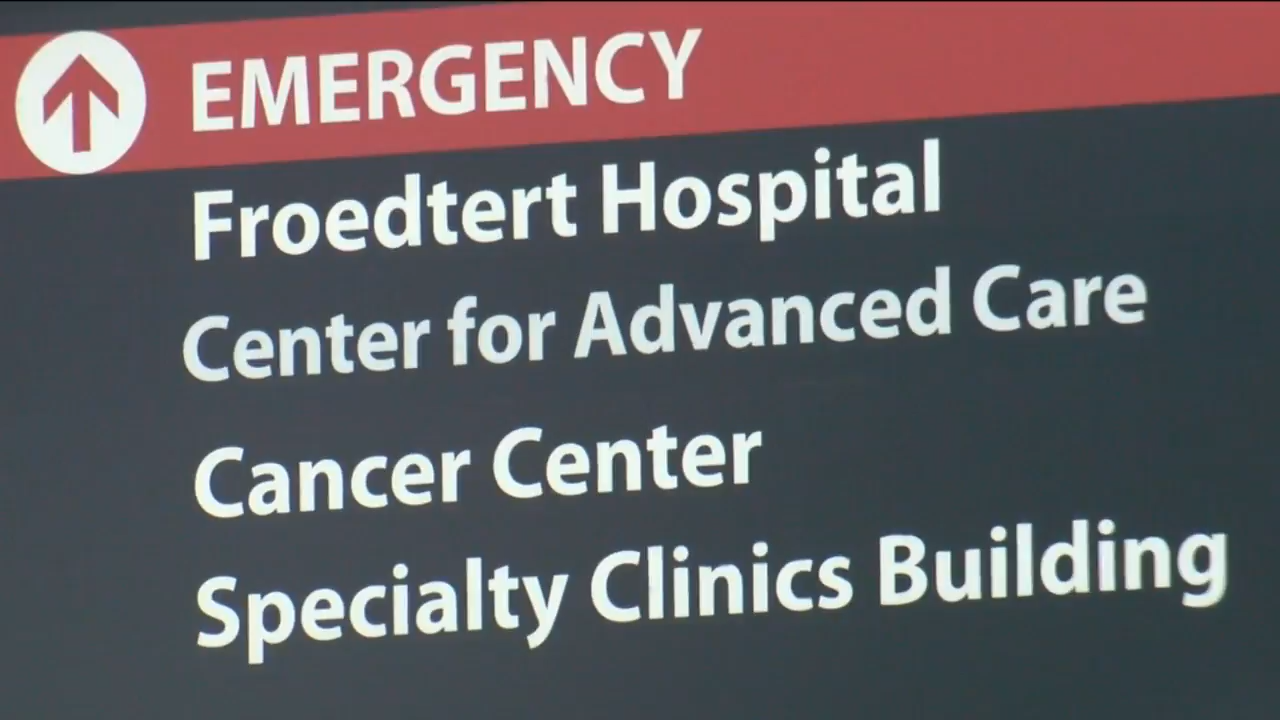 EMERGENCY
Froedtert Hospital
Center for Advanced Care
Cancer Center
Specialty Clinics Building